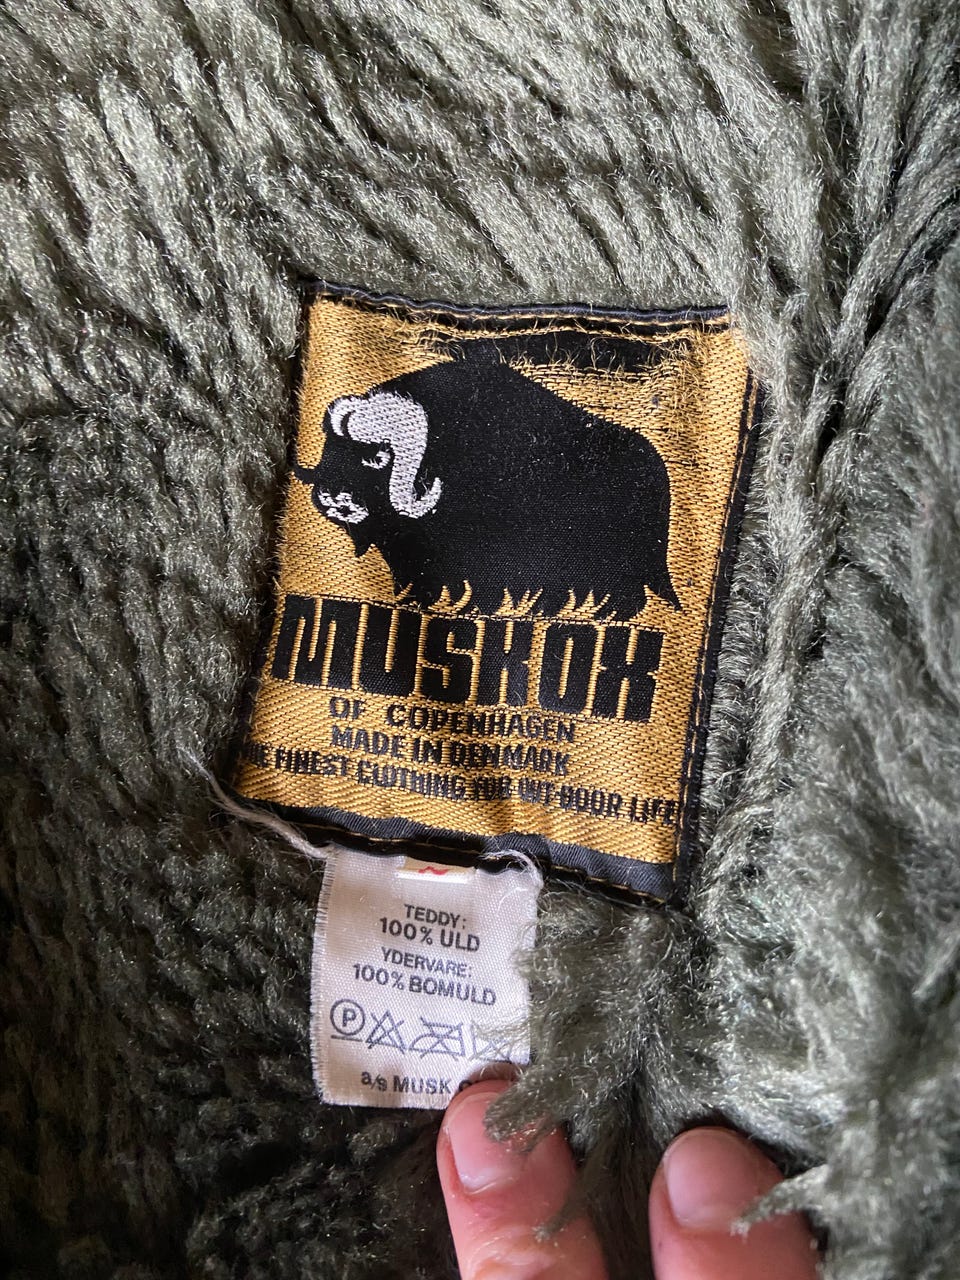 MUSKOX
OF COPENHAGEN
MADE IN DENMARK
FINEST CLOTHING FOR OUT-DOOR LIFE
TEDDY:
100% ULD
YDERVARE:
100% BOMULD
P
a/s MUSK